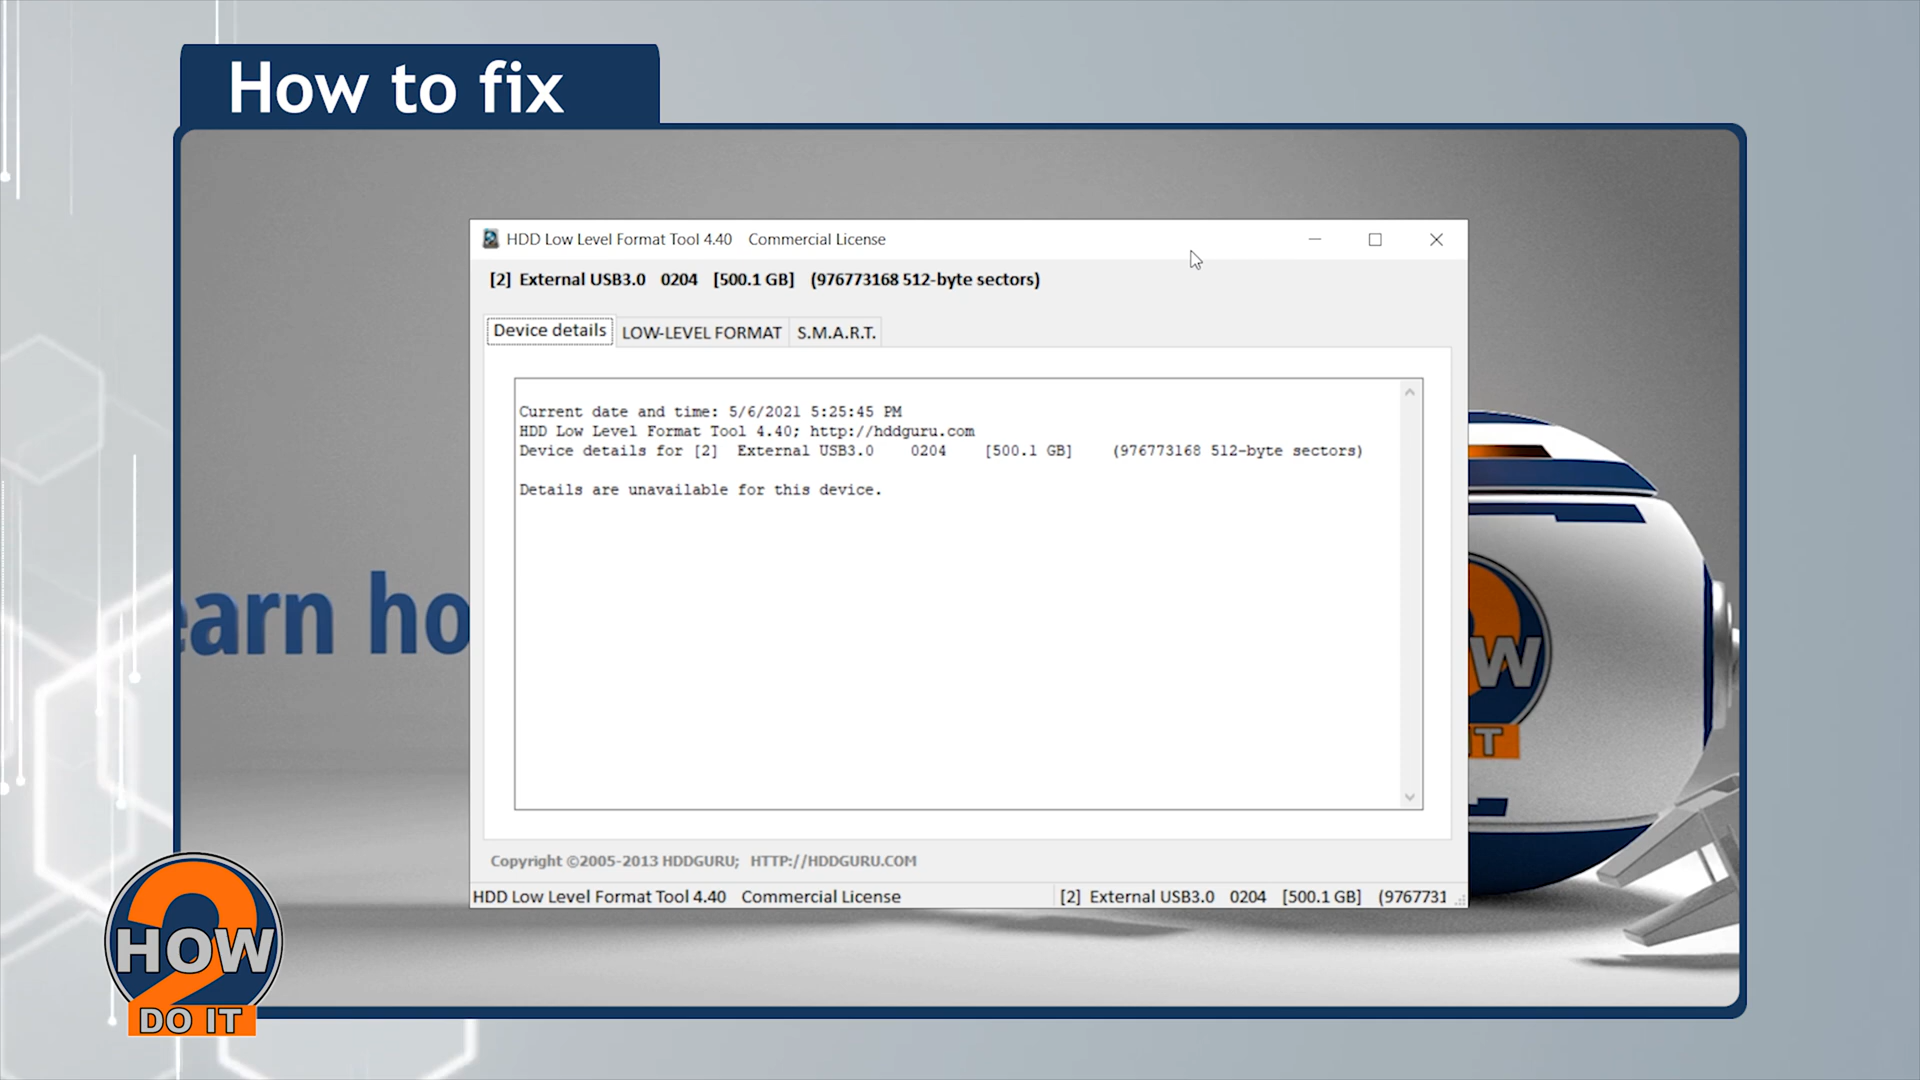 How to fix
HDD Low Level Format Tool 4.40 Commercial License
[2] External USB3.0 0204 [500.1 GB] (976773168 512-byte sectors)
Device details LOW-LEVEL FORMAT S.M.A.R.T.
Current date and time: 5/6/2021 5:25:45 PM
HDD Low Level Format Tool 4.40; http://hddguru.com
Device details for [2] External USB3.0 0204 [500.1 GB] (976773168 512-byte sectors)
Details are unavailable for this device.
earn ho
W
IT
Copyright ©2005-2013 HDDGURU; HTTP://HDDGURU.COM
HDD Low Level Format Tool 4.40 Commercial License [2] External USB3.0 0204 [500.1 GB] (9767731
2
HOW
DO IT